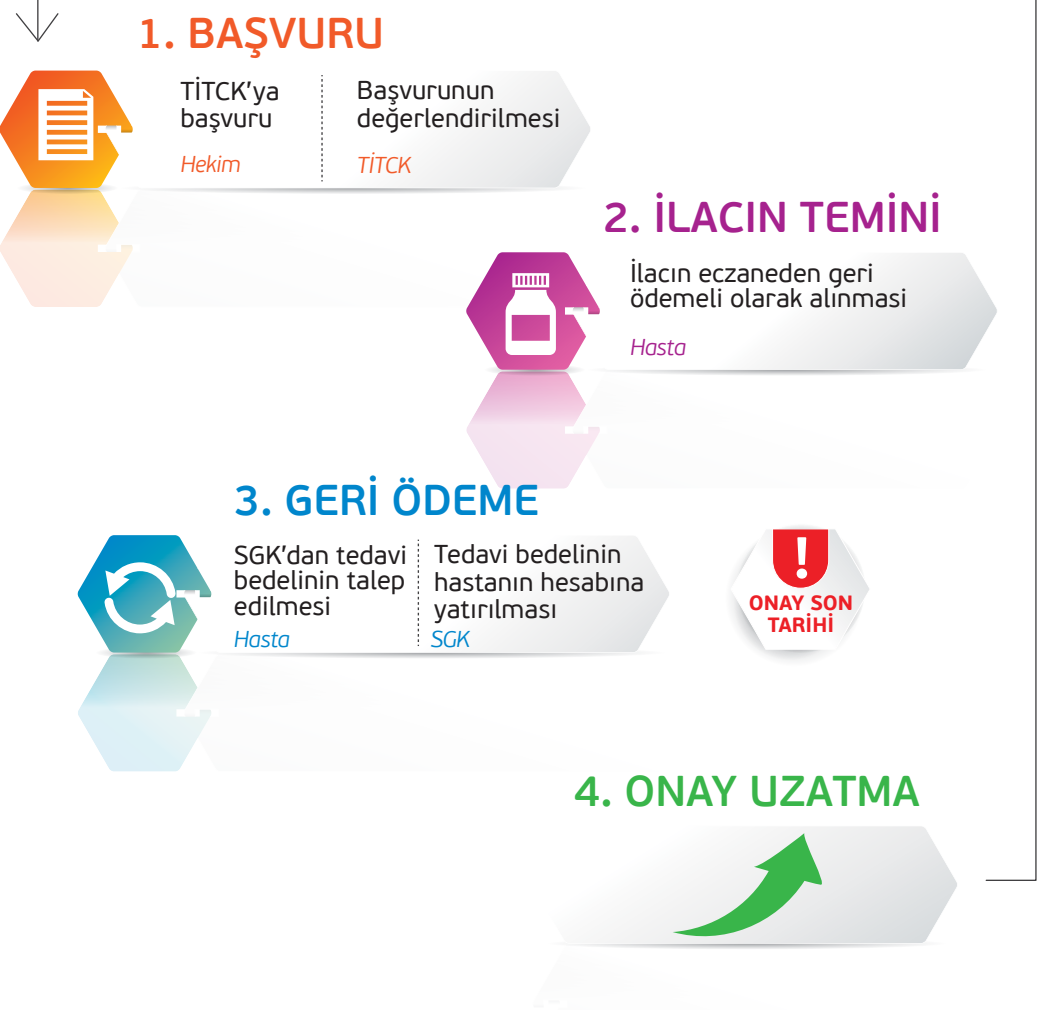 1. BAŞVURU
TİTCK'ya
başvuru
Hekim
Başvurunun
değerlendirilmesi
TİTCK
2. İLACIN TEMİNİ
İlacın eczaneden geri
ödemeli olarak alınmasi
Hasta
3. GERİ ÖDEME
SGK'dan tedavi
bedelinin talep
edilmesi
Hasta
Tedavi bedelinin
hastanın hesabına
yatırılması
SGK
!
ONAY SON
TARİHİ
4. ONAY UZATMA